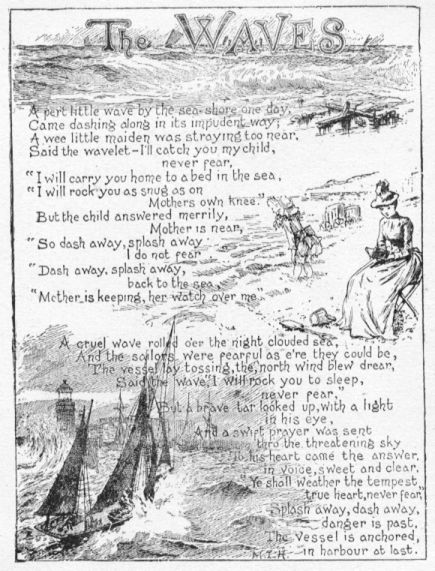 The WAVES
A pert little wave by the sea-shore one day,
Came dashing along in its impudent way;
A wee little maiden was straying too near,
Said the wavelet-I'll catch you my child,
never fear,
"I will carry you home to a bed in the sea,
"I will rock you as snug as on
Mothers own knee."
But the child answered merrily,
Mother is near,
"So dash away, splash away
I do not fear
"Dash away, splash away,
back to the sea,
"Mother is keeping, her watch over me."
A cruel wave rolled o'er the night clouded sea,
And the sailors were fearful as e're they could be,
The vessel lay tossing, the north wind blew drear,
Said the wave, "I will rock you to sleep,
never fear."
But a brave tar looked up, with a light
in his eye,
And a swift prayer was sent
thro the threatening sky
To his heart came the answer,
in voice, sweet and clear,
Ye shall weather the tempest
true heart, never fear,"
Splash away, dash away,
danger is past,
The vessel is anchored,
in harbour at last.
M.I.H.